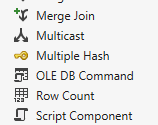 Merge Join
Multicast
Multiple Hash
OLE DB Command
Row Count
Script Component